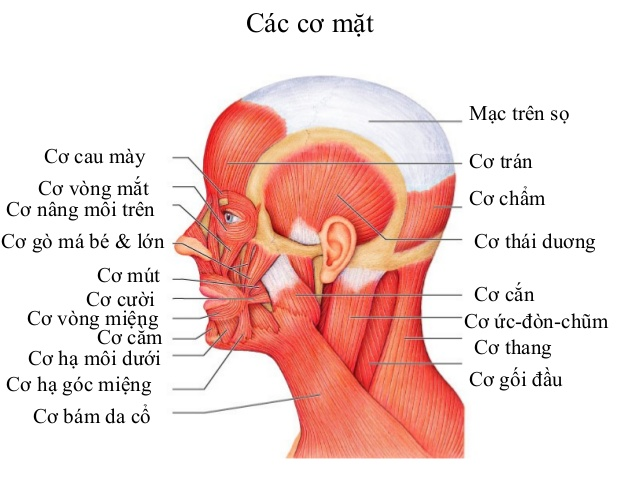 Các cơ mặt
Cơ cau mày
Cơ vòng mắt
Cơ nâng môi trên
Cơ gò má bé & lớn
Cơ mút
Cơ cười
Cơ vòng miệng
Cơ cằm
Cơ hạ môi dưới
Cơ hạ góc miệng
Cơ bám da cổ
Mạc trên sọ
Cơ trán
Cơ chẩm
Cơ thái duơng
Cơ cắn
Cơ ức-đòn-chũm
Cơ thang
Cơ gối đầu